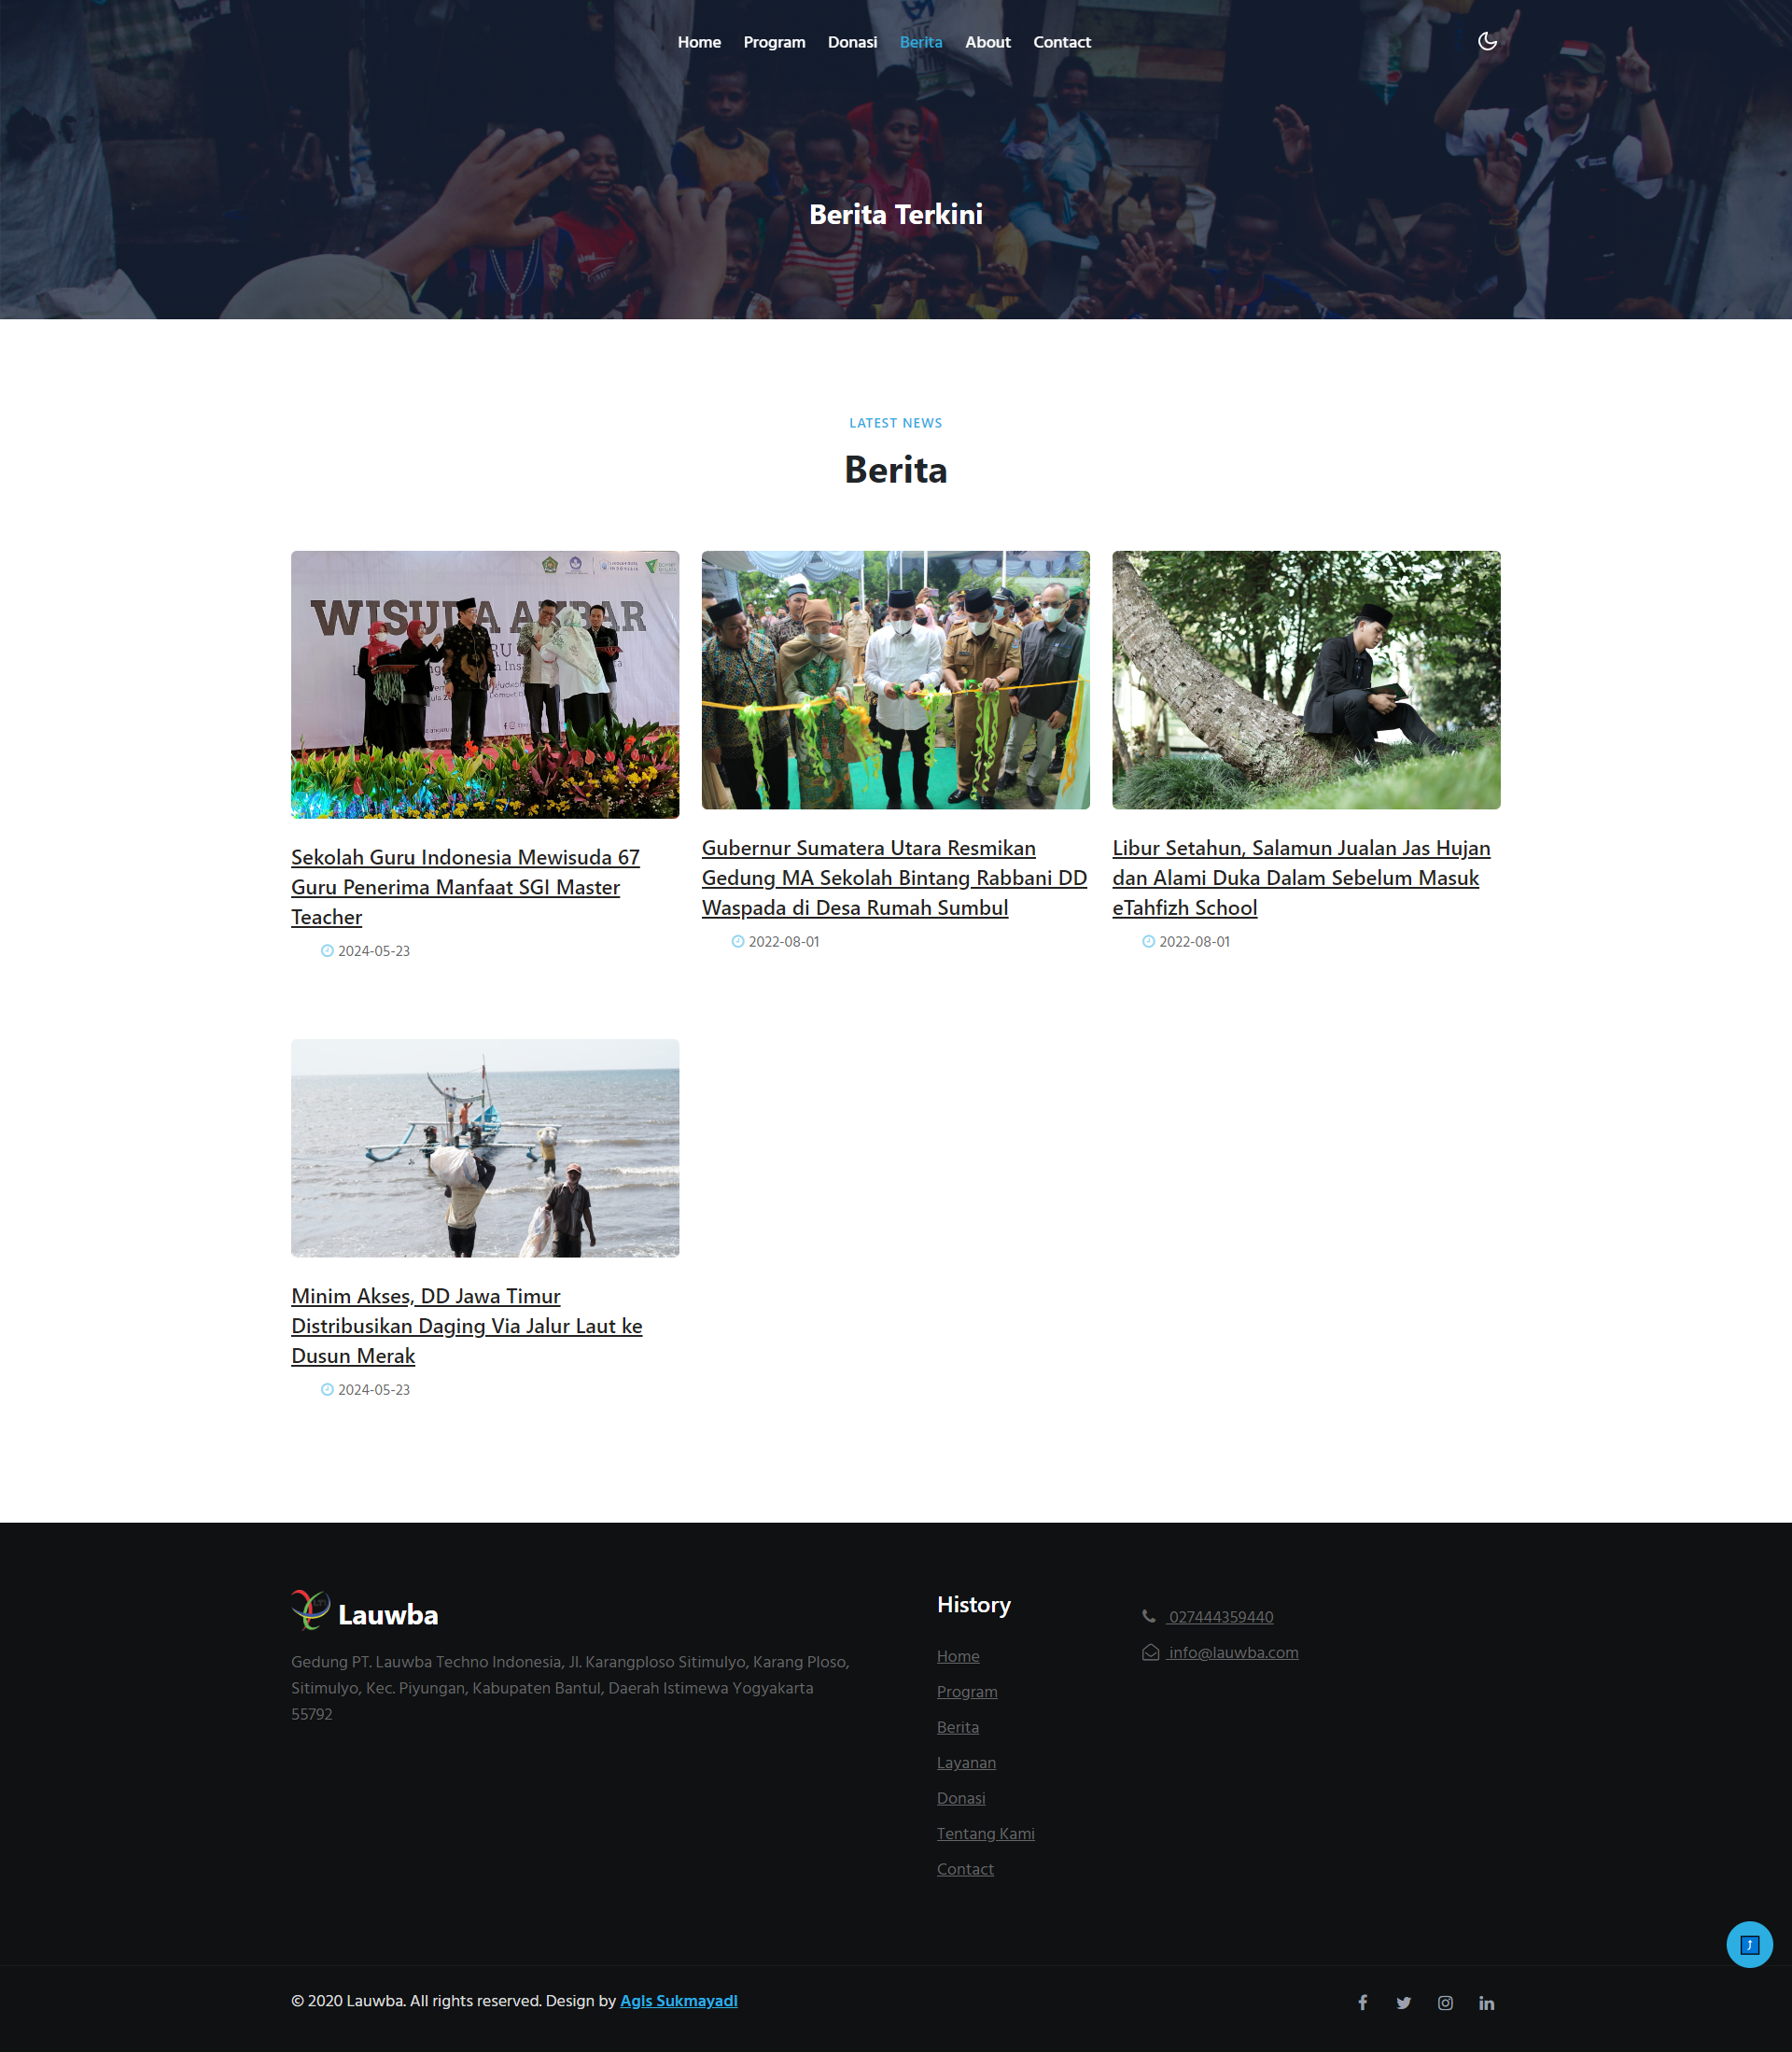 Home Program Donasi Berita About Contact
Berita Terkini
LATEST NEWS
Berita
WISUDA AKBAR
Sekolah Guru Indonesia Mewisuda 67
Guru Penerima Manfaat SGI Master
Teacher
2024-05-23
Gubernur Sumatera Utara Resmikan
Gedung MA Sekolah Bintang Rabbani DD
Waspada di Desa Rumah Sumbul
2022-08-01
Libur Setahun, Salamun Jualan Jas Hujan
dan Alami Duka Dalam Sebelum Masuk
eTahfizh School
2022-08-01
Minim Akses, DD Jawa Timur
Distribusikan Daging Via Jalur Laut ke
Dusun Merak
2024-05-23
Lauwba
Gedung PT. Lauwba Techno Indonesia, Jl. Karangploso Sitimulyo, Karang Ploso,
Sitimulyo, Kec. Piyungan, Kabupaten Bantul, Daerah Istimewa Yogyakarta
55792
History
Home
Program
Berita
Layanan
Donasi
Tentang Kami
Contact
027444359440
info@lauwba.com
© 2020 Lauwba. All rights reserved. Design by Agis Sukmayadi